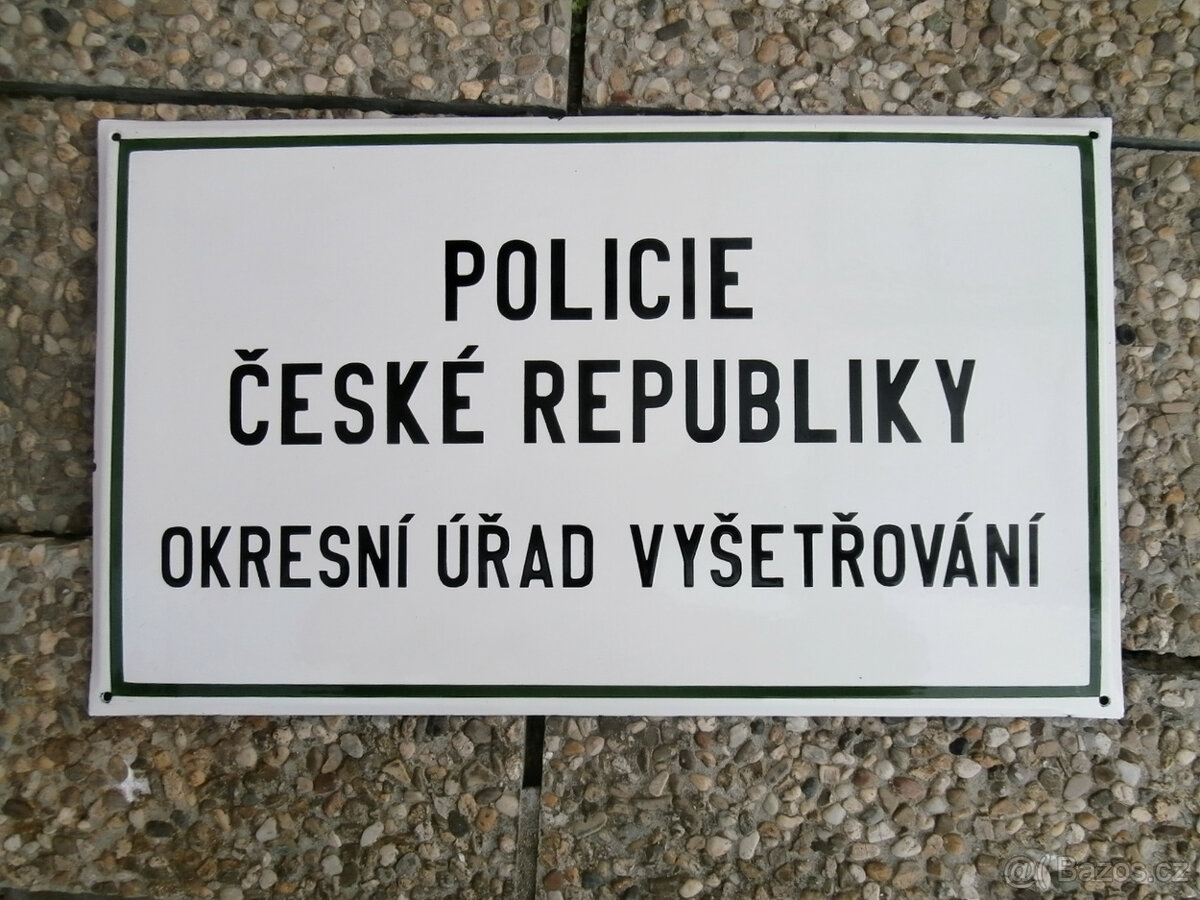 POLICIE
ČESKÉ REPUBLIKY
OKRESNÍ ÚŘAD VYŠETŘOVÁNÍ
@( Bazos.cz